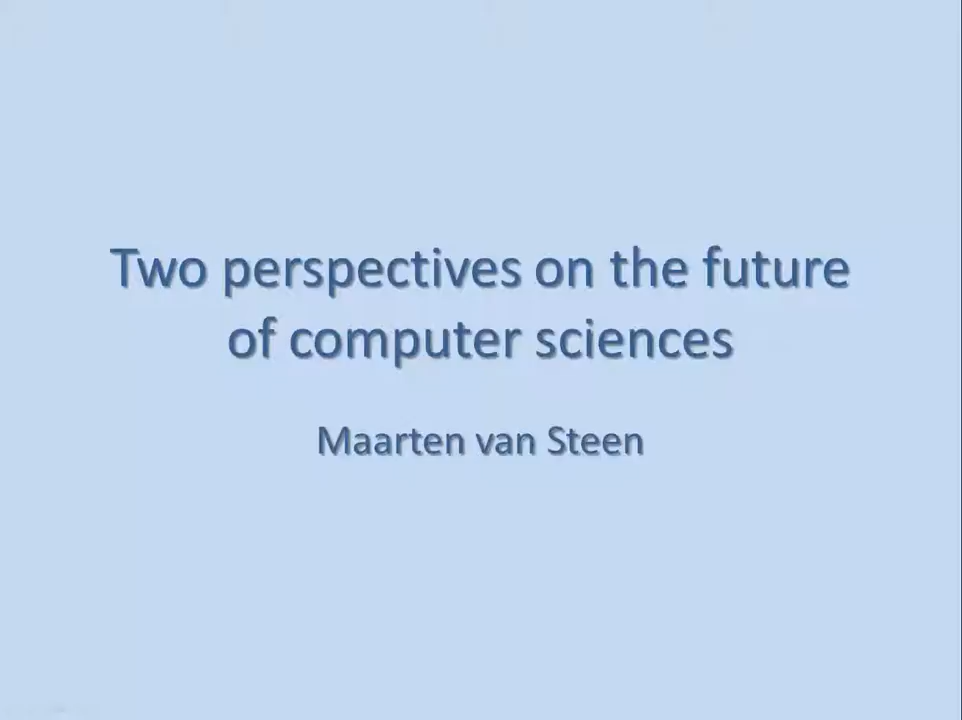 Two perspectives on the future
of computer sciences
Maarten van Steen